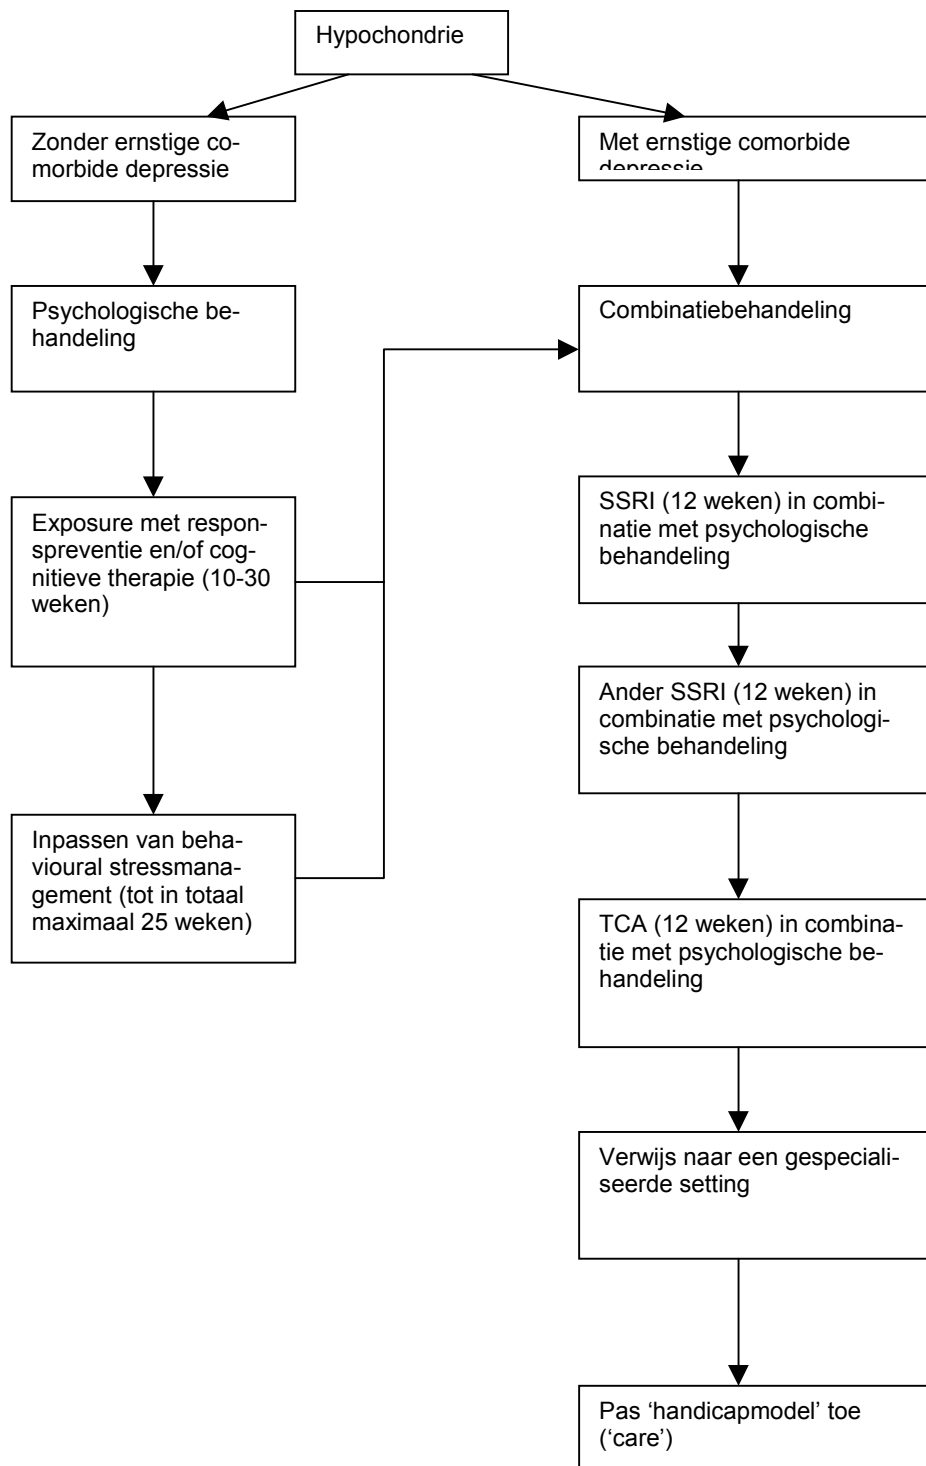 Hypochondrie
Zonder ernstige co-
morbide depressie
Met ernstige comorbide
depressie
Psychologische be-
handeling
Combinatiebehandeling
Exposure met respon-
spreventie en/of cog-
nitieve therapie (10-30
weken)
SSRI (12 weken) in combi-
natie met psychologische
behandeling
Ander SSRI (12 weken) in
combinatie met psychologi-
sche behandeling
Inpassen van beha-
vioural stressmana-
gement (tot in totaal
maximaal 25 weken)
TCA (12 weken) in combina-
tie met psychologische be-
handeling
Verwijs naar een gespeciali-
seerde setting
Pas ‘handicapmodel’ toe
(‘care’)